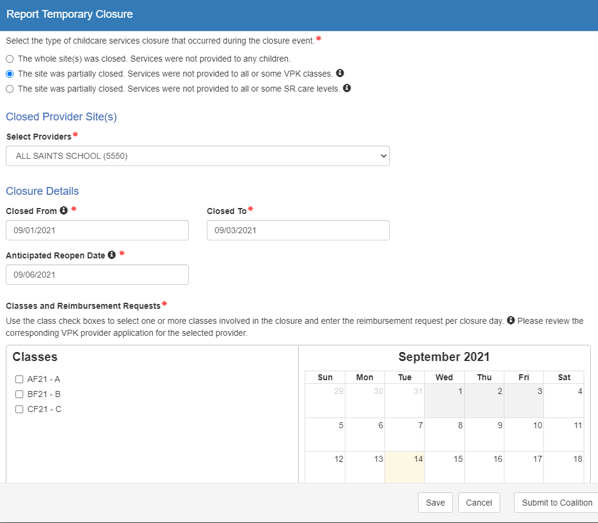 Report Temporary Closure
Select the type of childcare services closure that occurred during the closure event. *
The whole site(s) was closed. Services were not provided to any children.
The site was partially closed. Services were not provided to all or some VPK classes.
The site was partially closed. Services were not provided to all or some SR care levels.
Closed Provider Site(s)
Select Providers *
ALL SAINTS SCHOOL (5550)
Closure Details
Closed From * Closed To *
09/01/2021 09/03/2021
Anticipated Reopen Date *
09/06/2021
Classes and Reimbursement Requests *
Use the class check boxes to select one or more classes involved in the closure and enter the reimbursement request per closure day. Please review the
corresponding VPK provider application for the selected provider.
Classes
AF21 - A
BF21 - B
CF21 - C
September 2021
Sun Mon Tue Wed Thu Fri Sat
29 30 31 1 2 3 4
5 6 7 8 9 10 11
12 13 14 15 16 17 18
Save Cancel Submit to Coalition